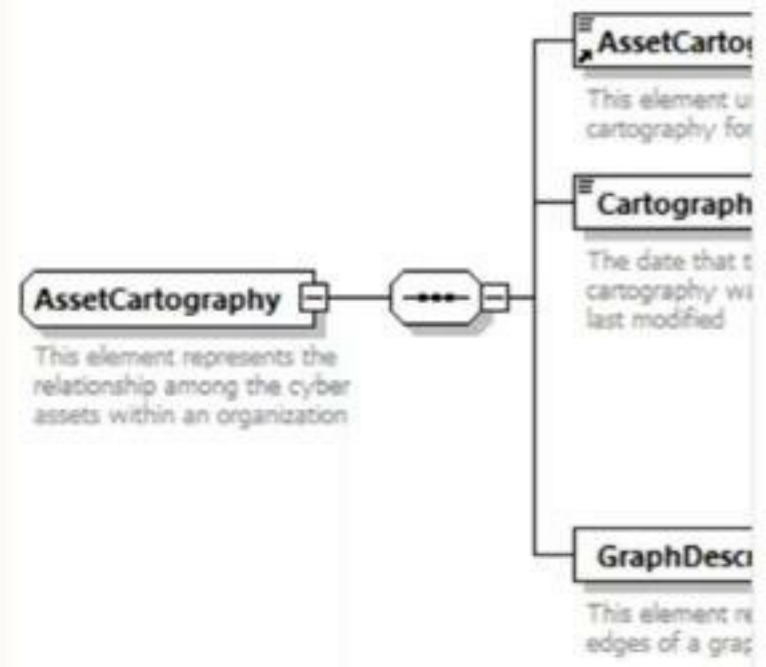 AssetCartog
This element u
cartography for
Cartograph
The date that t
cartography wa
last modified
AssetCartography
This element represents the
relationship among the cyber
assets within an organization
GraphDescr
This element re
edges of a grap